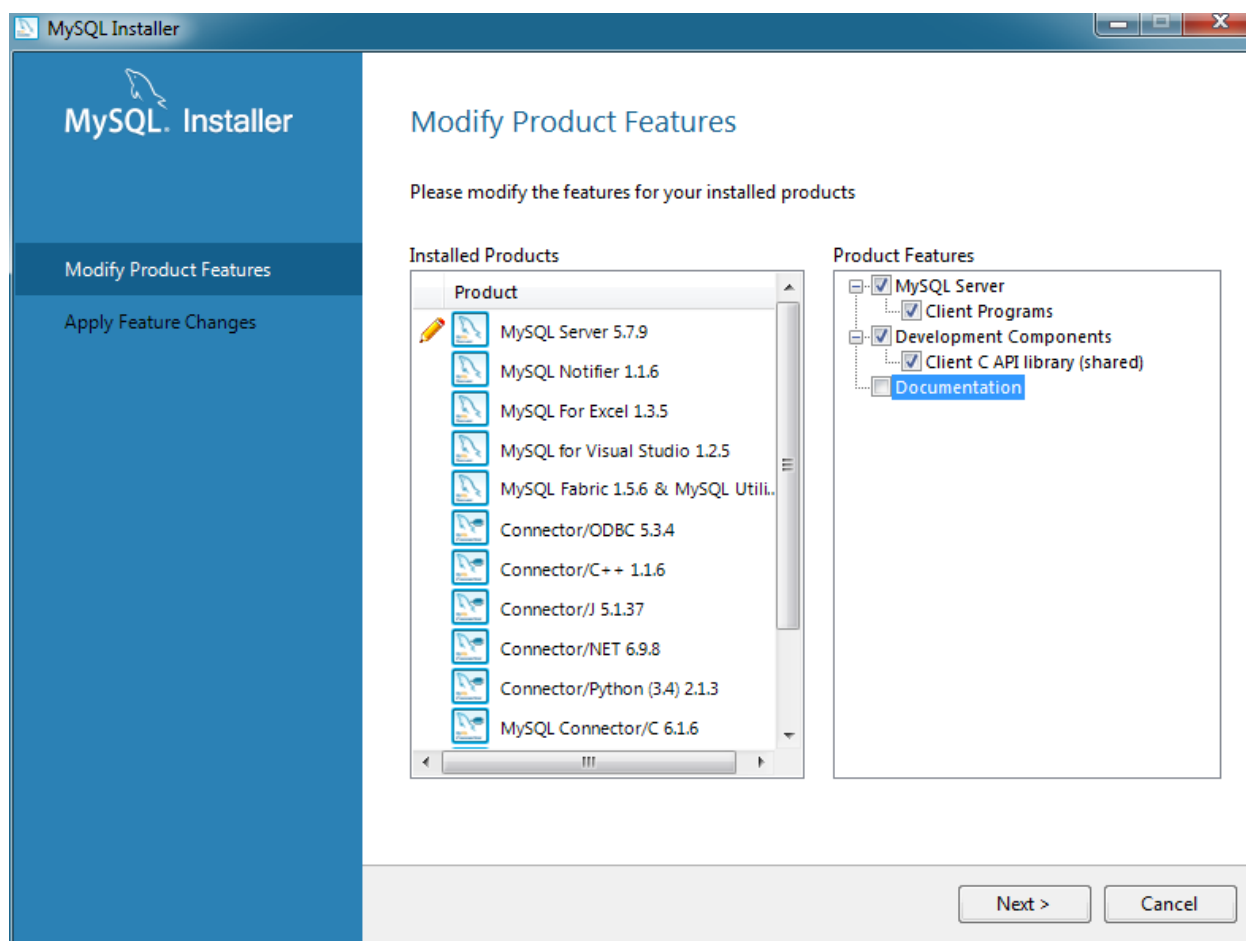 MySQL Installer
MySQL. Installer
Modify Product Features
Apply Feature Changes
Modify Product Features
Please modify the features for your installed products
Installed Products
Product
MySQL Server 5.7.9
MySQL Notifier 1.1.6
MySQL For Excel 1.3.5
MySQL for Visual Studio 1.2.5
MySQL Fabric 1.5.6 & MySQL Utili..
Connector/ODBC 5.3.4
Connector/C++ 1.1.6
Connector/J 5.1.37
Connector/NET 6.9.8
Connector/Python (3.4) 2.1.3
MySQL Connector/C 6.1.6
Product Features
MySQL Server
Client Programs
Development Components
Client C API library (shared)
Documentation
Next >
Cancel